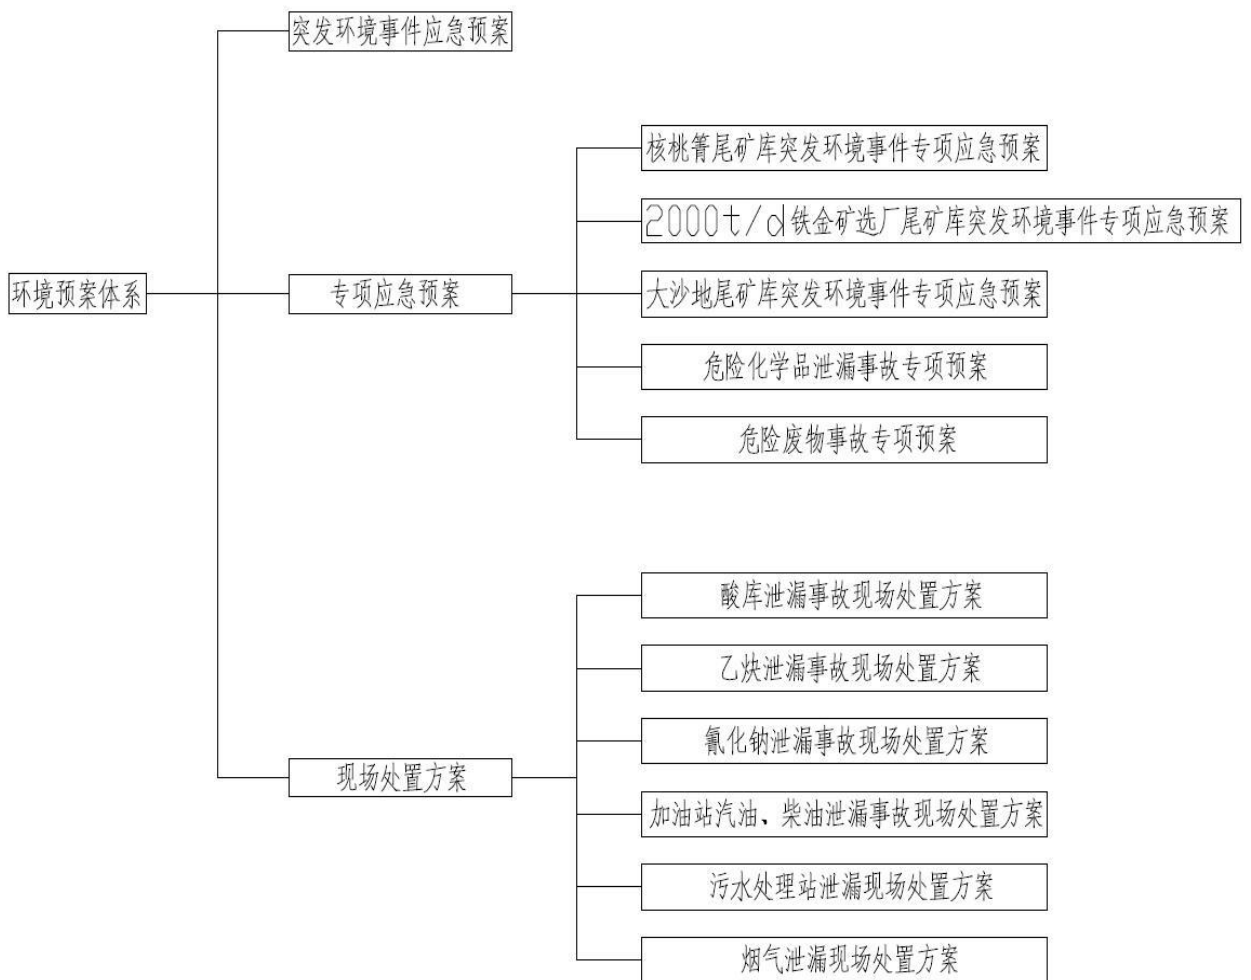 突发环境事件应急预案
核桃箐尾矿库突发环境事件专项应急预案
2000t/d铁金矿选厂尾矿库突发环境事件专项应急预案
环境预案体系
专项应急预案
大沙地尾矿库突发环境事件专项应急预案
危险化学品泄漏事故专项预案
危险废物事故专项预案
酸库泄漏事故现场处置方案
乙炔泄漏事故现场处置方案
氰化钠泄漏事故现场处置方案
现场处置方案
加油站汽油、柴油泄漏事故现场处置方案
污水处理站泄漏现场处置方案
烟气泄漏现场处置方案